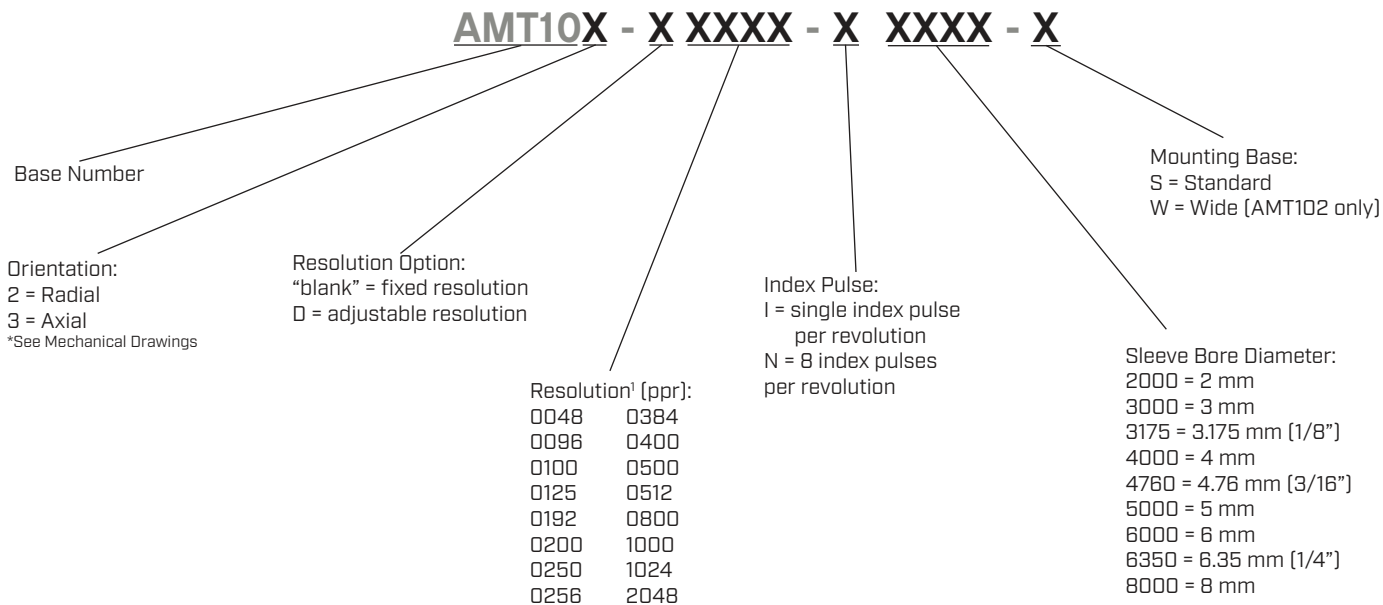 AMT10X - X XXXX - X XXXX - X
Base Number
Orientation:
2 = Radial
3 = Axial
*See Mechanical Drawings
Resolution Option:
“blank” = fixed resolution
D = adjustable resolution
Resolution¹ (ppr):
0048 0384
0096 0400
0100 0500
0125 0512
0192 0800
0200 1000
0250 1024
0256 2048
Index Pulse:
I = single index pulse
per revolution
N = 8 index pulses
per revolution
Sleeve Bore Diameter:
2000 = 2 mm
3000 = 3 mm
3175 = 3.175 mm (1/8”)
4000 = 4 mm
4760 = 4.76 mm (3/16”)
5000 = 5 mm
6000 = 6 mm
6350 = 6.35 mm (1/4”)
8000 = 8 mm
Mounting Base:
S = Standard
W = Wide (AMT102 only)